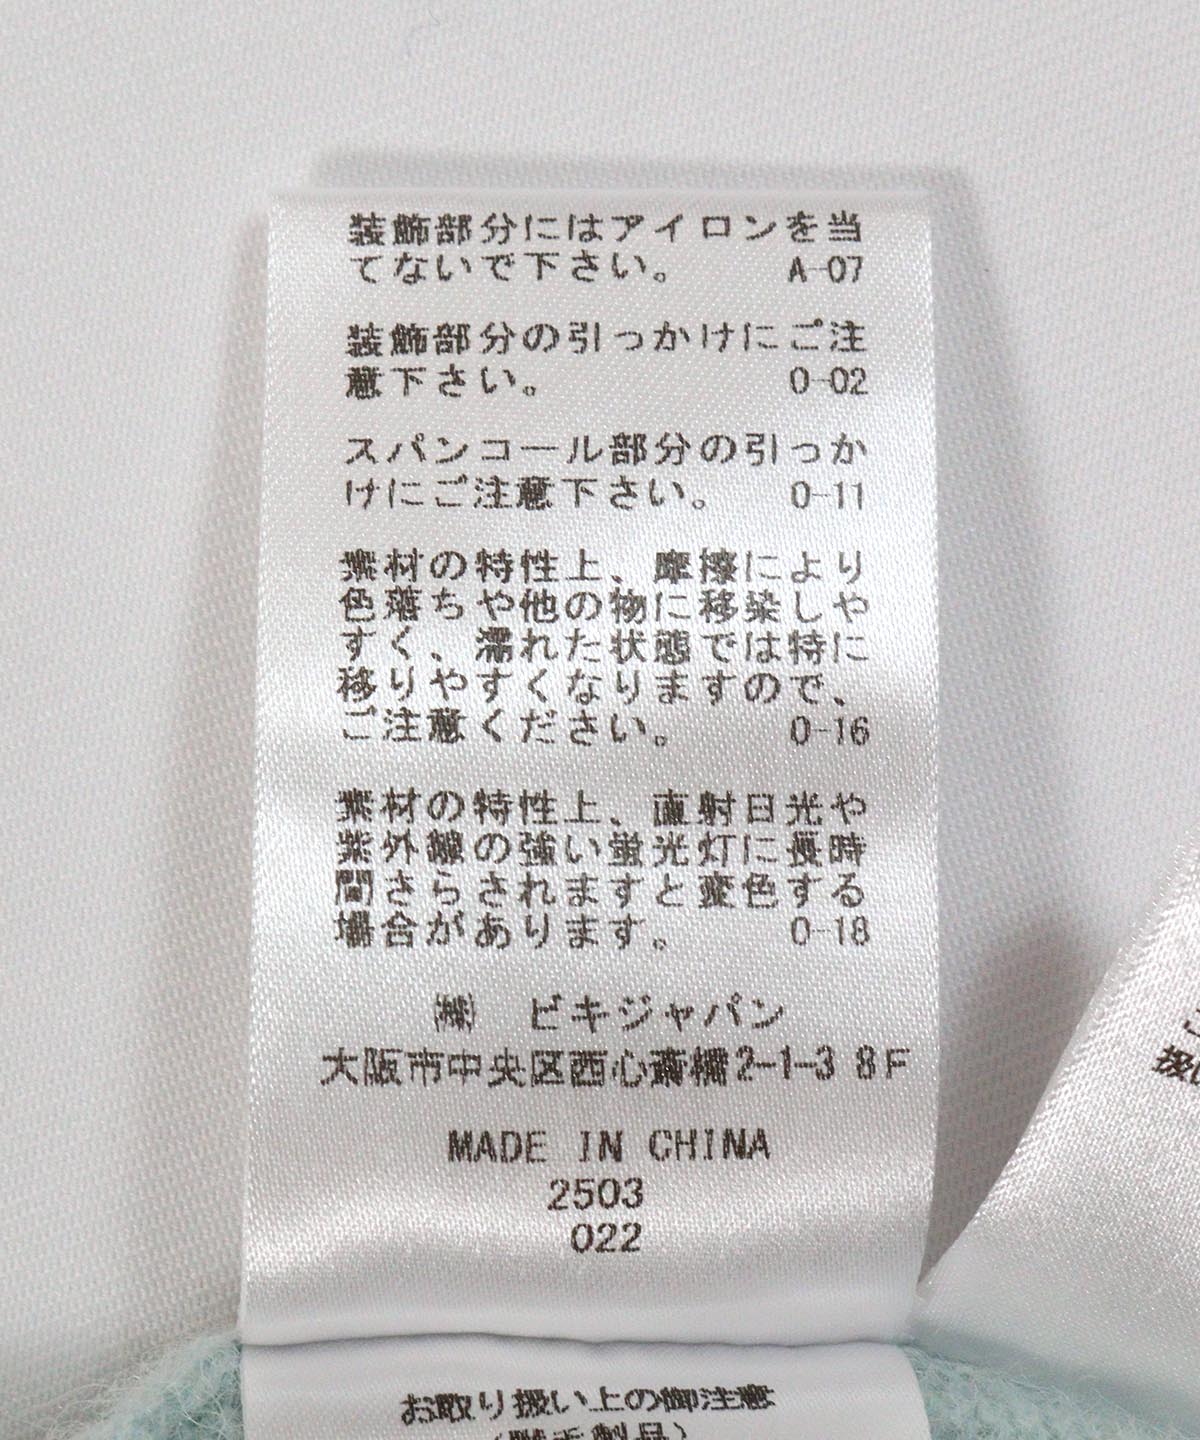 装飾部分にはアイロンを当
てないで下さい。 A-07
装飾部分の引っかけにご注
意下さい。 0-02
スパンコール部分の引っか
けにご注意下さい。 0-11
素材の特性上、摩擦により
色落ちや他の物に移染しや
すく、濡れた状態では特に
移りやすくなりますので、
ご注意ください。 0-16
素材の特性上、直射日光や
紫外線の強い蛍光灯に長時
間さらされますと変色する
場合があります。 0-18
㈱ ビキジャパン
大阪市中央区西心斎橋2-1-3 8F
MADE IN CHINA
2503
022
お取り扱い上の御注意
扱い